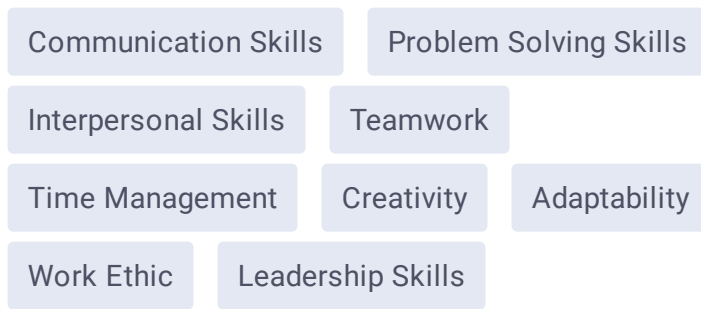 Communication Skills Problem Solving Skills
Interpersonal Skills Teamwork
Time Management Creativity Adaptability
Work Ethic Leadership Skills